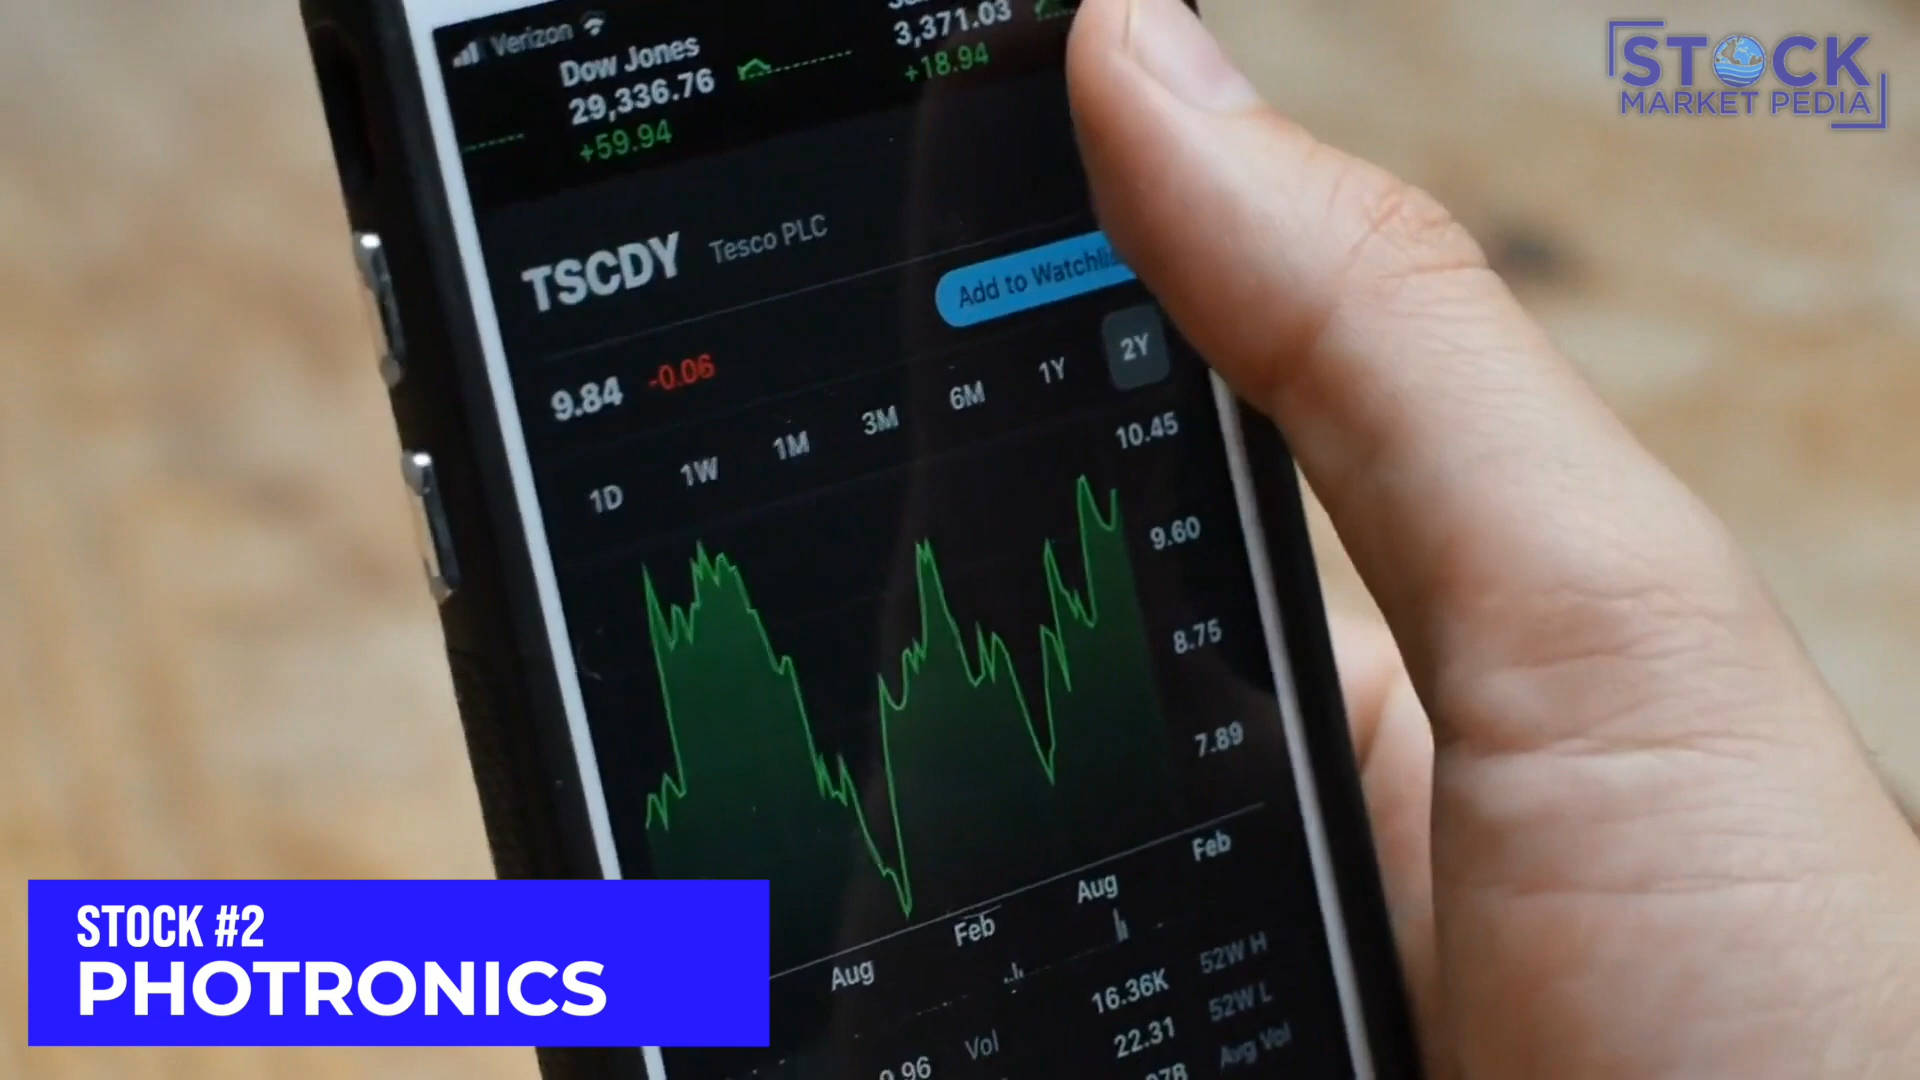 Verizon
Dow Jones
29,336.76
+59.94
3,371.03
+18.94
STOCK
MARKET PEDIA
TSCDY Tesco PLC
Add to
9.84 -0.06
1D 1W 1M 3M 6M 1Y 2Y
10.45
9.60
8.75
7.89
Aug Feb Aug Feb
Vol 16.36K 52W H
22.31 52W L
Avg Vol
STOCK #2
PHOTRONICS